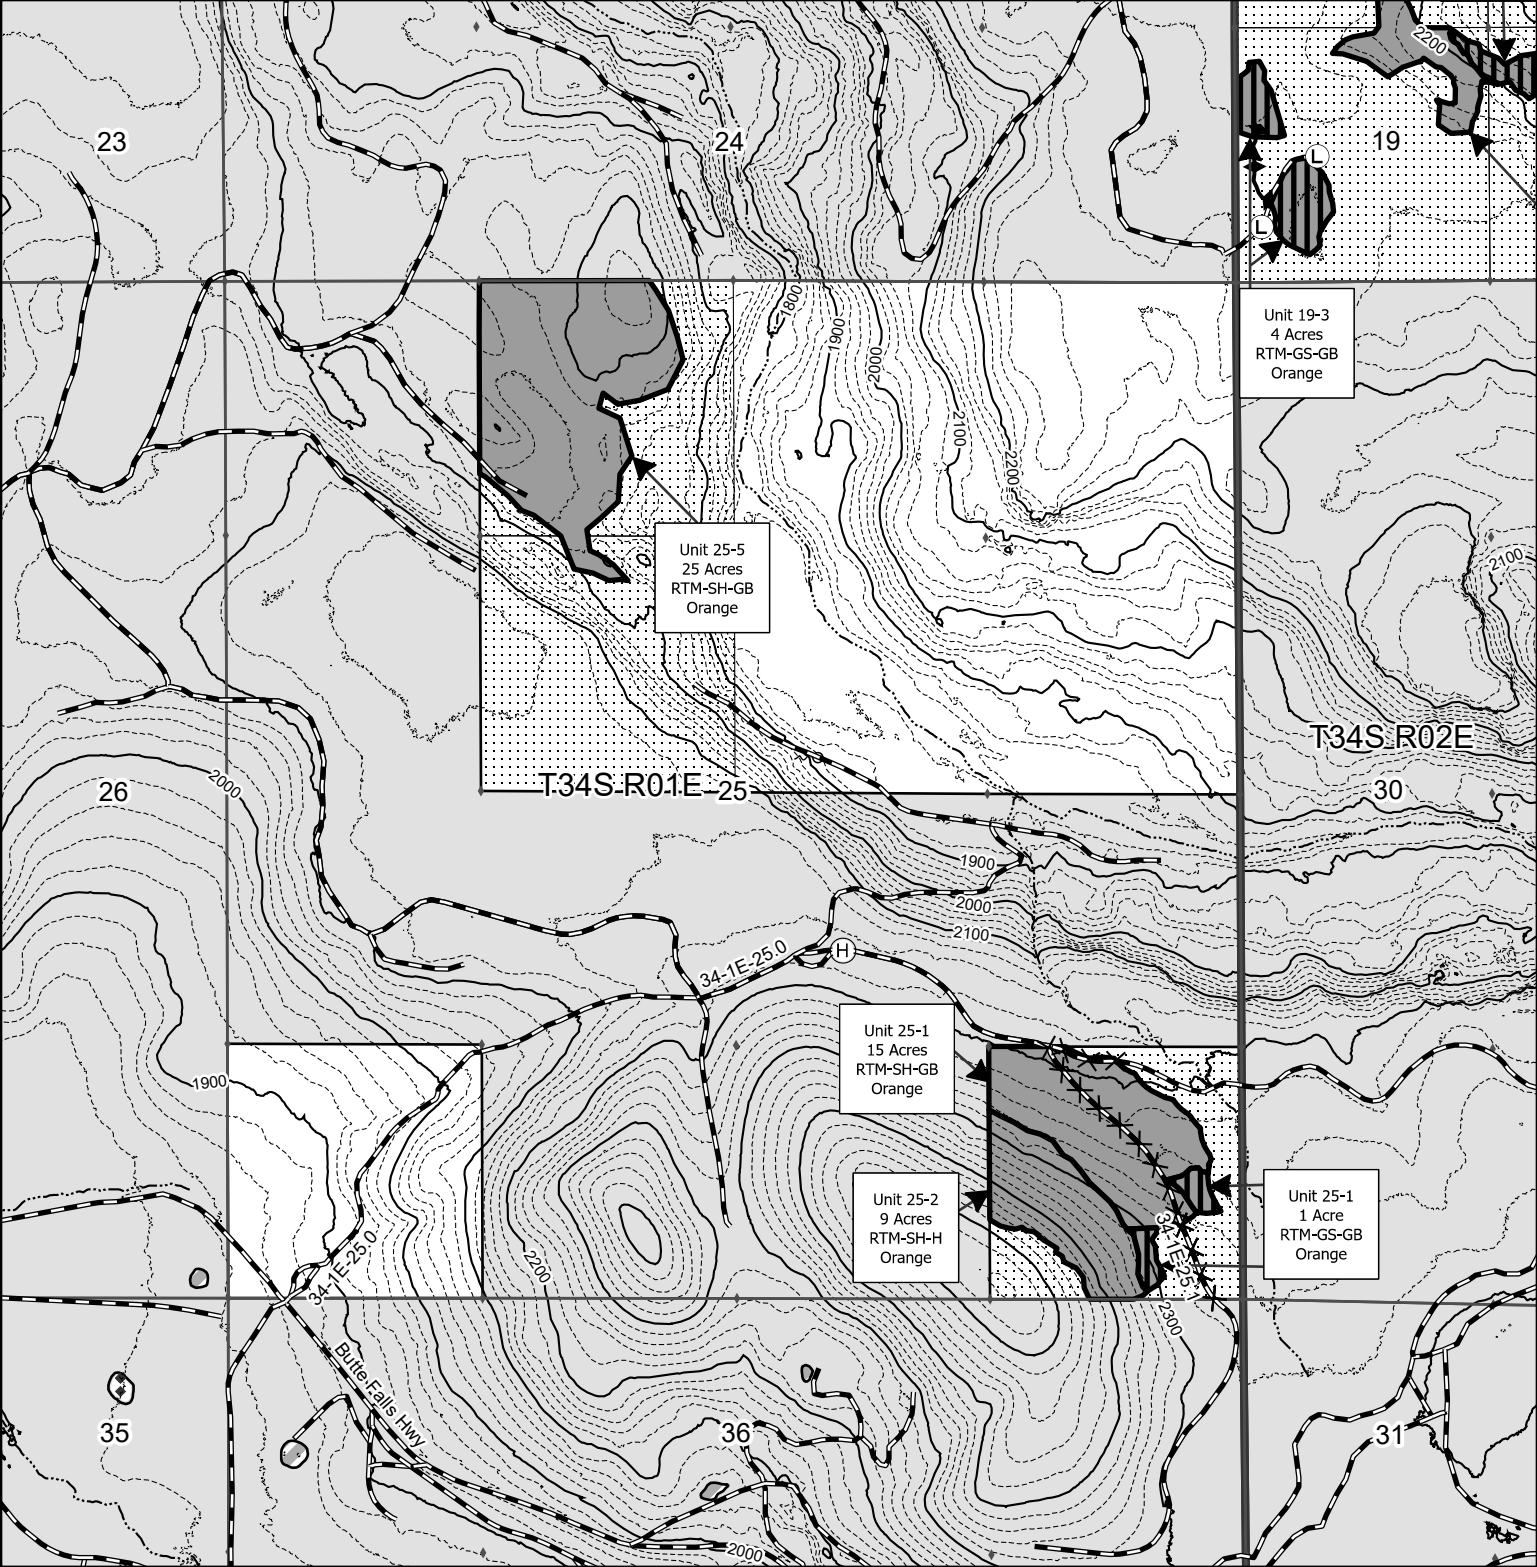 2200
23
24
19
L
L
1800
1900
2000
2100
2200
Unit 19-3
4 Acres
RTM-GS-GB
Orange
Unit 25-5
25 Acres
RTM-SH-GB
Orange
2100
T34S R02E
26
2000
T34S R01E
25
30
1900
2000
2100
34-1E-25.0
H
Unit 25-1
15 Acres
RTM-SH-GB
Orange
1900
Unit 25-2
9 Acres
RTM-SH-H
Orange
Unit 25-1
1 Acre
RTM-GS-GB
Orange
34-1E-25.0
2200
34-1E-25.1
2300
Butte Falls Hwy
35
36
31
2000